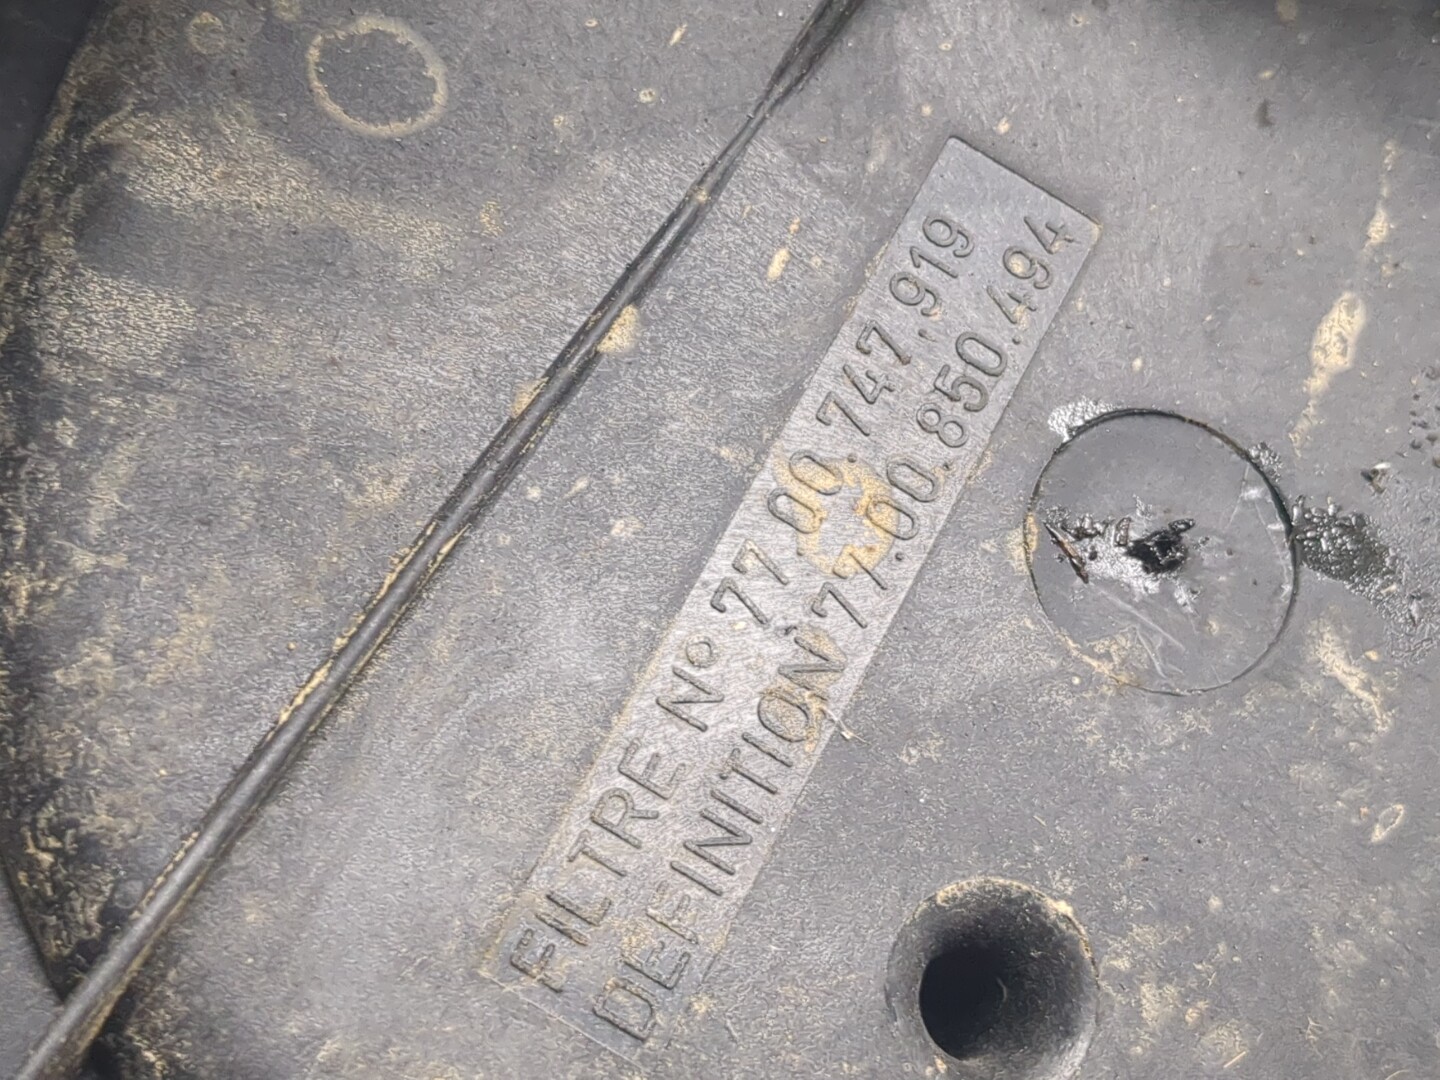 FILTRE N° 77 00.747.919
DEFINITION 77.00.850.494